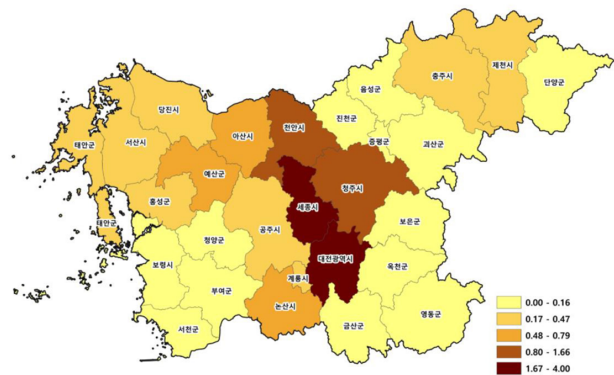 제천시
충주시
단양군
음성군
당진시
진천군
천안시
아산시
증평군
괴산군
서산시
태안군
예산군
청주시
홍성군
세종시
보은군
태안군
공주시
청양군
대전광역시
보령시
옥천군
계룡시
부여군
논산시
영동군
서천군
금산군
0.00 - 0.16
0.17 - 0.47
0.48 - 0.79
0.80 - 1.66
1.67 - 4.00